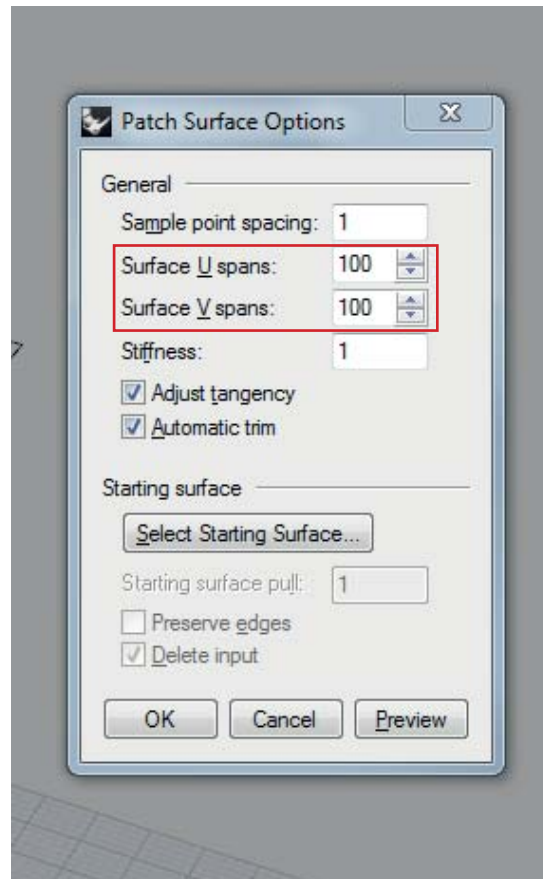 Patch Surface Options
General
Sample point spacing: 1
Surface U spans: 100
Surface V spans: 100
Stiffness: 1
Adjust tangency
Automatic trim
Starting surface
Select Starting Surface...
Starting surface pull: 1
Preserve edges
Delete input
OK Cancel Preview